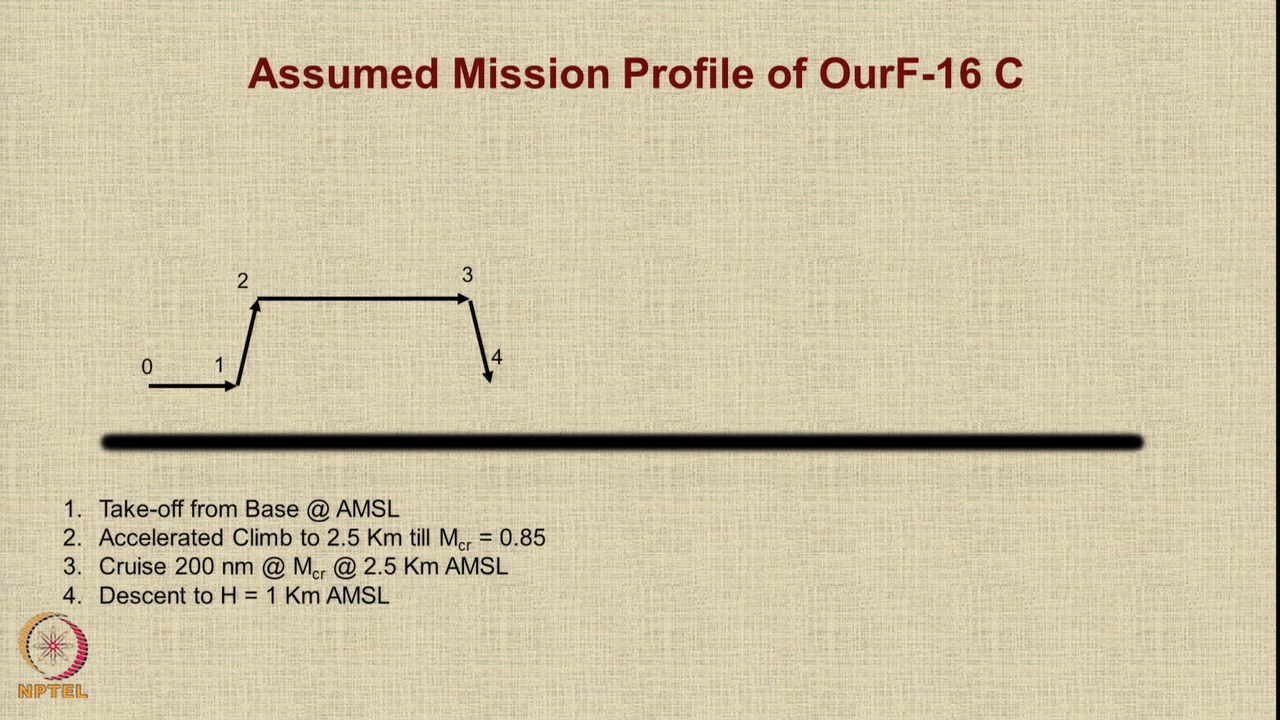 Assumed Mission Profile of OurF-16 C
2
3
0
1
4
1. Take-off from Base @ AMSL
2. Accelerated Climb to 2.5 Km till Mcr = 0.85
3. Cruise 200 nm @ Mcr @ 2.5 Km AMSL
4. Descent to H = 1 Km AMSL
NPTEL